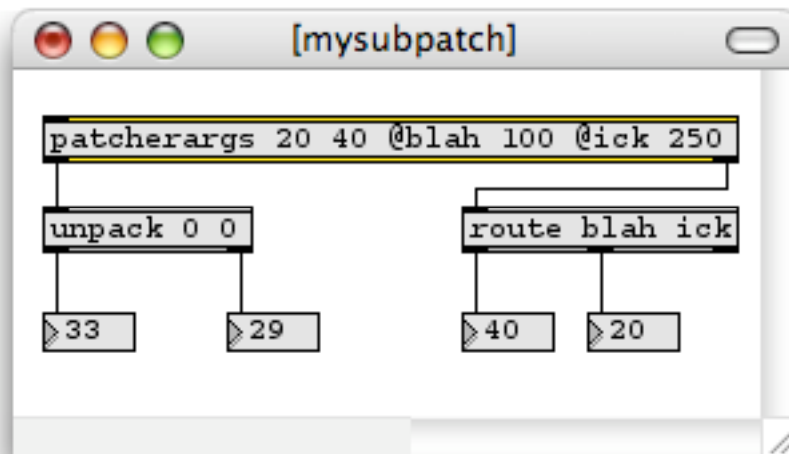 [mysubpatch]
patcherargs 20 40 @blah 100 @ick 250
unpack 0 0
route blah ick
33
29
40
20